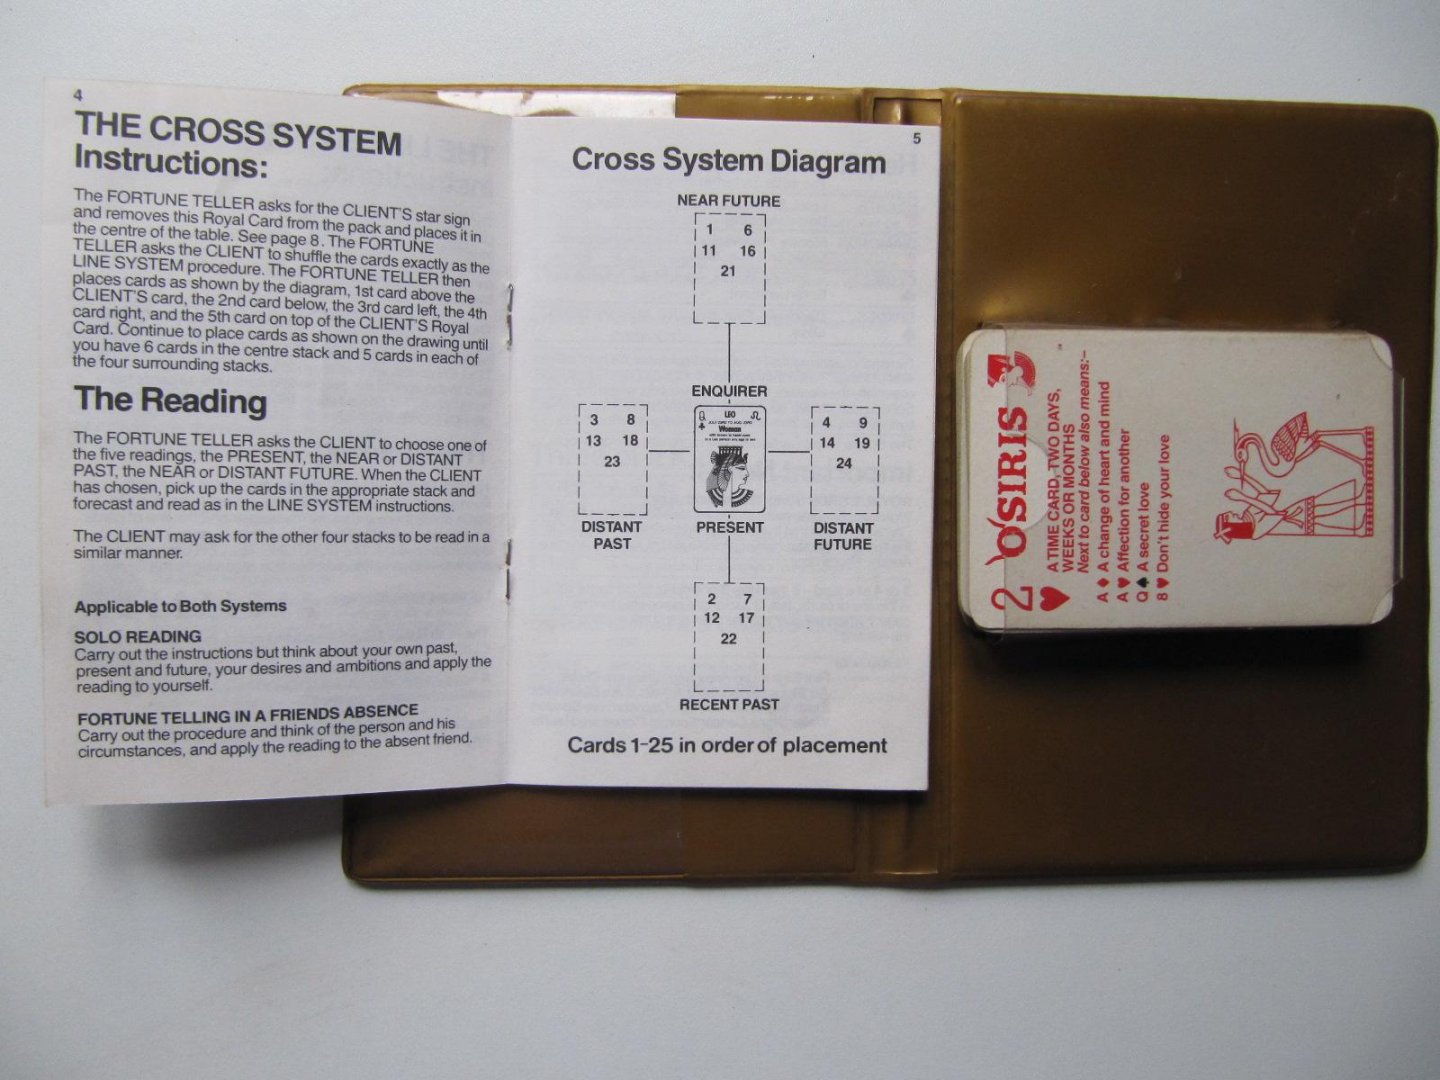 4
THE CROSS SYSTEM
Instructions:
The FORTUNE TELLER asks for the CLIENT'S star sign
and removes this Royal Card from the pack and places it in
the centre of the table. See page 8. The FORTUNE
TELLER asks the CLIENT to shuffle the cards exactly as the
LINE SYSTEM procedure. The FORTUNE TELLER then
places cards as shown by the diagram, 1st card above the
CLIENT'S card, the 2nd card below, the 3rd card left, the 4th
card right, and the 5th card on top of the CLIENT'S Royal
Card. Continue to place cards as shown on the drawing until
you have 6 cards in the centre stack and 5 cards in each of
the four surrounding stacks.
The Reading
The FORTUNE TELLER asks the CLIENT to choose one of
the five readings, the PRESENT, the NEAR or DISTANT
PAST, the NEAR or DISTANT FUTURE. When the CLIENT
has chosen, pick up the cards in the appropriate stack and
forecast and read as in the LINE SYSTEM instructions.
The CLIENT may ask for the other four stacks to be read in a
similar manner.
Applicable to Both Systems
SOLO READING
Carry out the instructions but think about your own past,
present and future, your desires and ambitions and apply the
reading to yourself.
FORTUNE TELLING IN A FRIENDS ABSENCE
Carry out the procedure and think of the person and his
circumstances, and apply the reading to the absent friend.
5
Cross System Diagram
NEAR FUTURE
1 6
11 16
21
ENQUIRER
3 8
13 18
23
DISTANT
PAST
Q LEO ♌
♣
Woman
PRESENT
4 9
14 19
24
DISTANT
FUTURE
2 7
12 17
22
RECENT PAST
Cards 1-25 in order of placement
2 O'SIRIS
♥ A TIME CARD, TWO DAYS,
WEEKS OR MONTHS
Next to card below also means:–
A ♦ A change of heart and mind
A ♥ Affection for another
Q ♠ A secret love
8 ♥ Don't hide your love